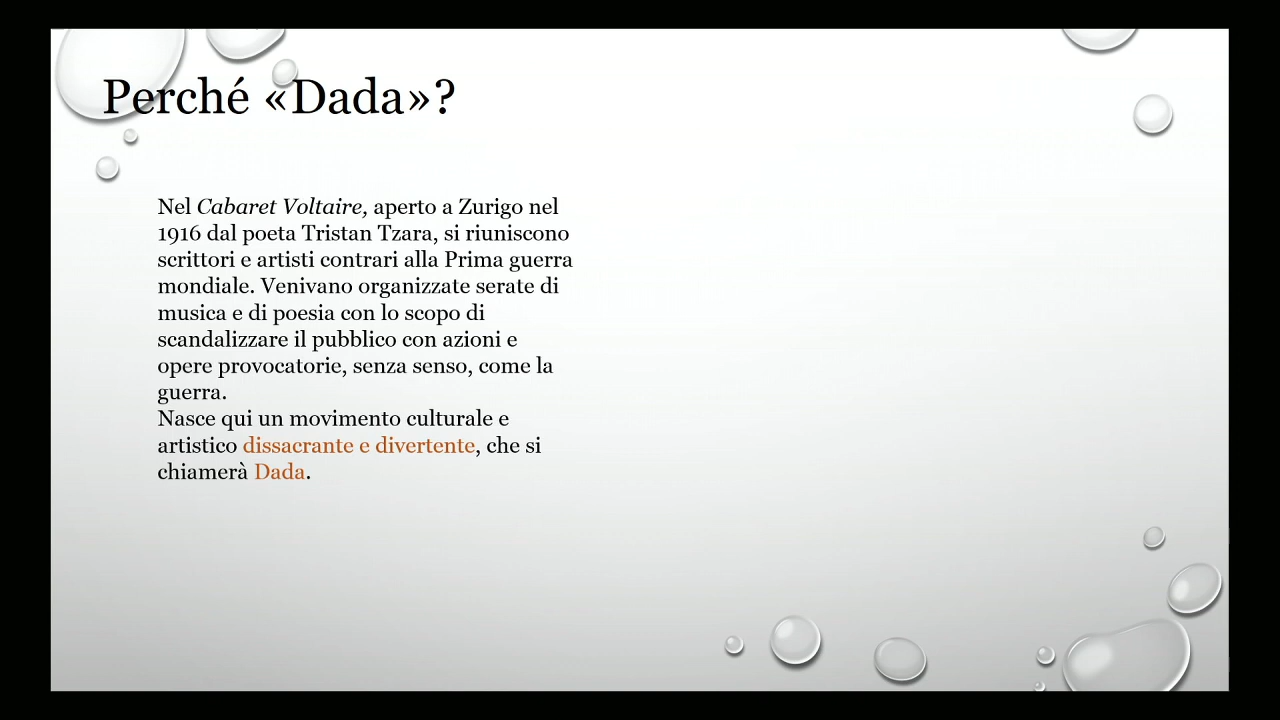 Perché «Dada»?
Nel Cabaret Voltaire, aperto a Zurigo nel
1916 dal poeta Tristan Tzara, si riuniscono
scrittori e artisti contrari alla Prima guerra
mondiale. Venivano organizzate serate di
musica e di poesia con lo scopo di
scandalizzare il pubblico con azioni e
opere provocatorie, senza senso, come la
guerra.
Nasce qui un movimento culturale e
artistico dissacrante e divertente, che si
chiamerà Dada.